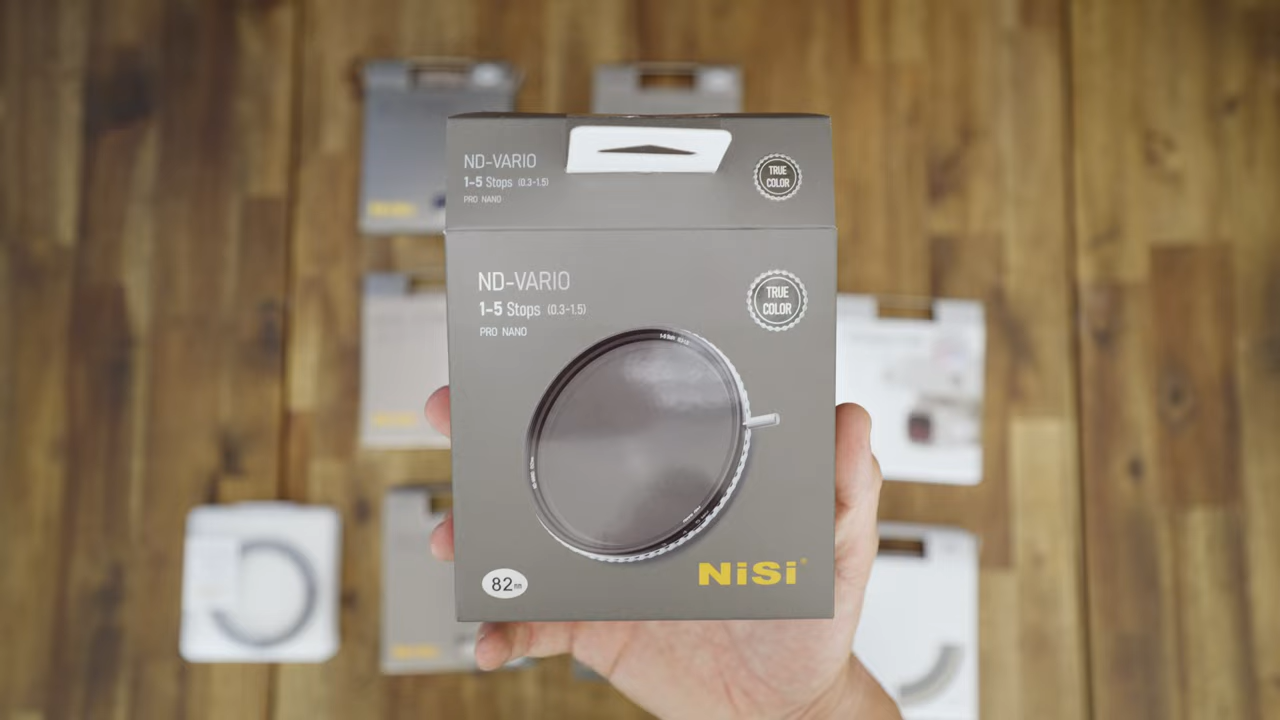 ND-VARIO
1-5 Stops (0.3-1.5)
PRO NANO
TRUE
COLOR
ND-VARIO
1-5 Stops (0.3-1.5)
PRO NANO
TRUE
COLOR
82mm
NiSi®